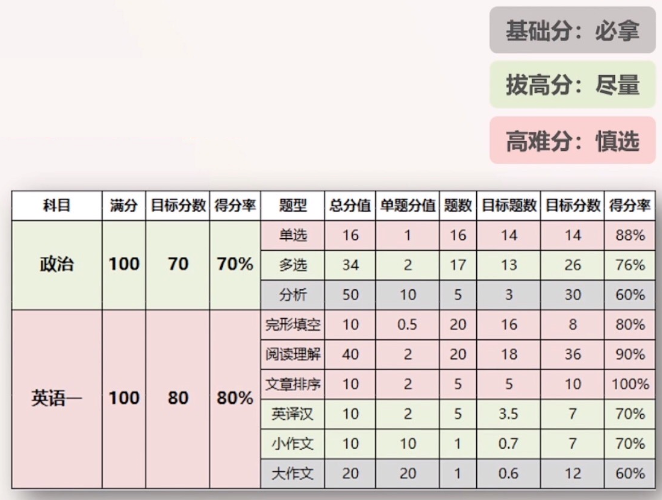 基础分：必拿
拔高分：尽量
高难分：慎选
科目 满分 目标分数 得分率 题型 总分值 单题分值 题数 目标题数 目标分数 得分率
单选 16 1 16 14 14 88%
政治 100 70 70% 多选 34 2 17 13 26 76%
分析 50 10 5 3 30 60%
完形填空 10 0.5 20 16 8 80%
阅读理解 40 2 20 18 36 90%
文章排序 10 2 5 5 10 100%
英语一 100 80 80%
英译汉 10 2 5 3.5 7 70%
小作文 10 10 1 0.7 7 70%
大作文 20 20 1 0.6 12 60%